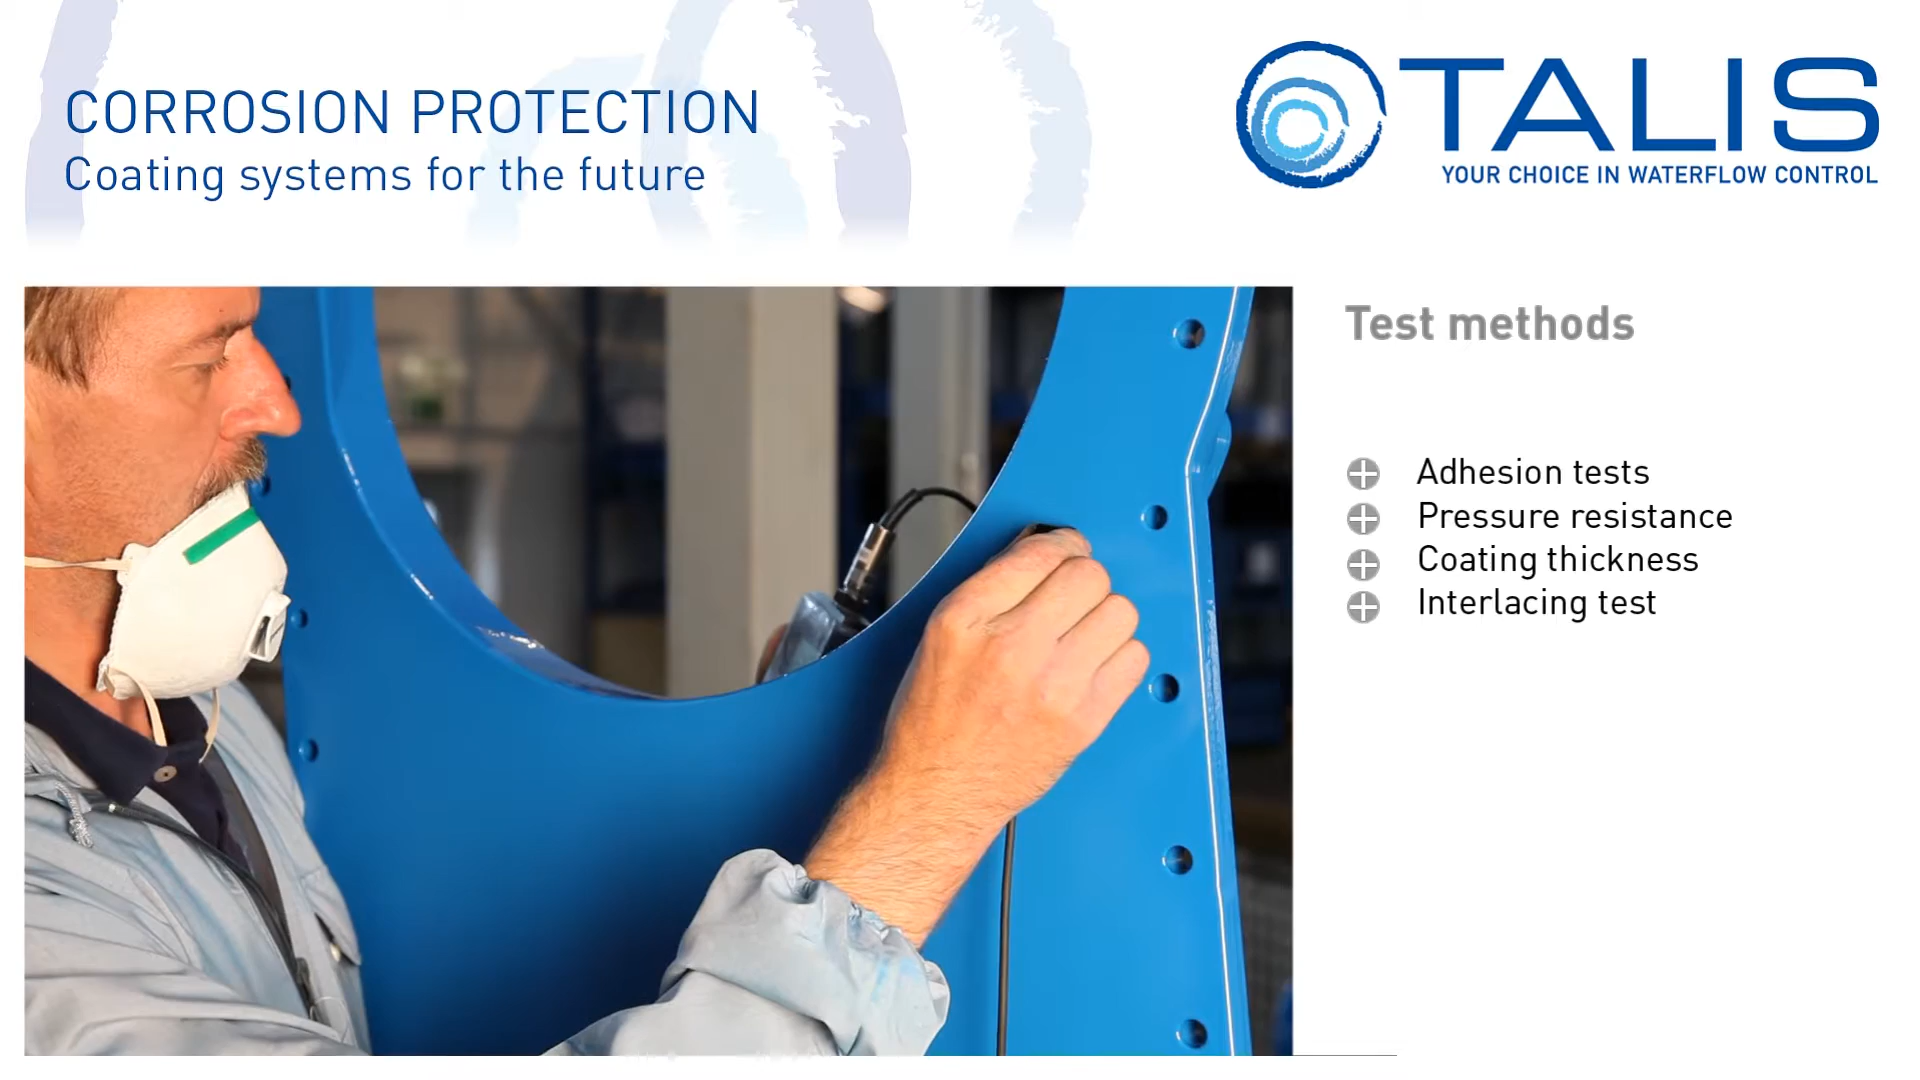 CORROSION PROTECTION
Coating systems for the future
TALIS
YOUR CHOICE IN WATERFLOW CONTROL
Test methods
Adhesion tests
Pressure resistance
Coating thickness
Interlacing test